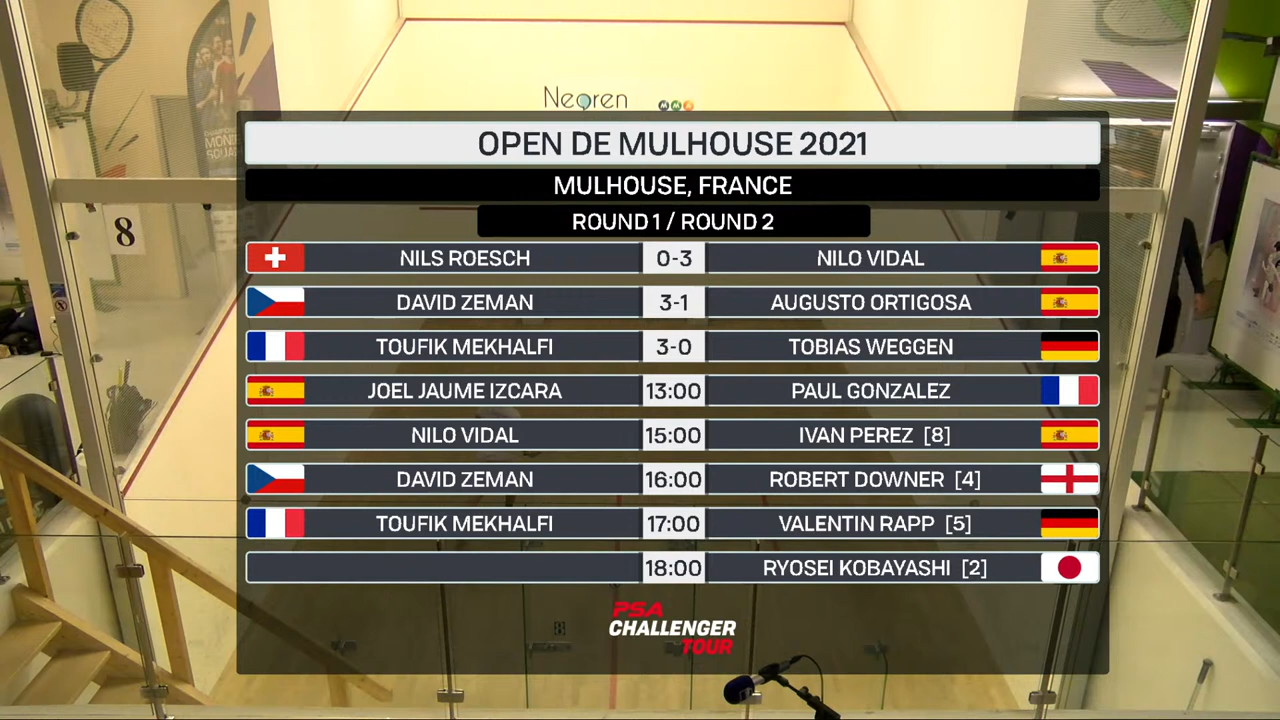 Neoren
M M A
OPEN DE MULHOUSE 2021
MULHOUSE, FRANCE
ROUND 1 / ROUND 2
8
NILS ROESCH 0-3 NILO VIDAL
DAVID ZEMAN 3-1 AUGUSTO ORTIGOSA
TOUFIK MEKHALFI 3-0 TOBIAS WEGGEN
JOEL JAUME IZCARA 13:00 PAUL GONZALEZ
NILO VIDAL 15:00 IVAN PEREZ [8]
DAVID ZEMAN 16:00 ROBERT DOWNER [4]
TOUFIK MEKHALFI 17:00 VALENTIN RAPP [5]
18:00 RYOSEI KOBAYASHI [2]
PSA
CHALLENGER
TOUR
8